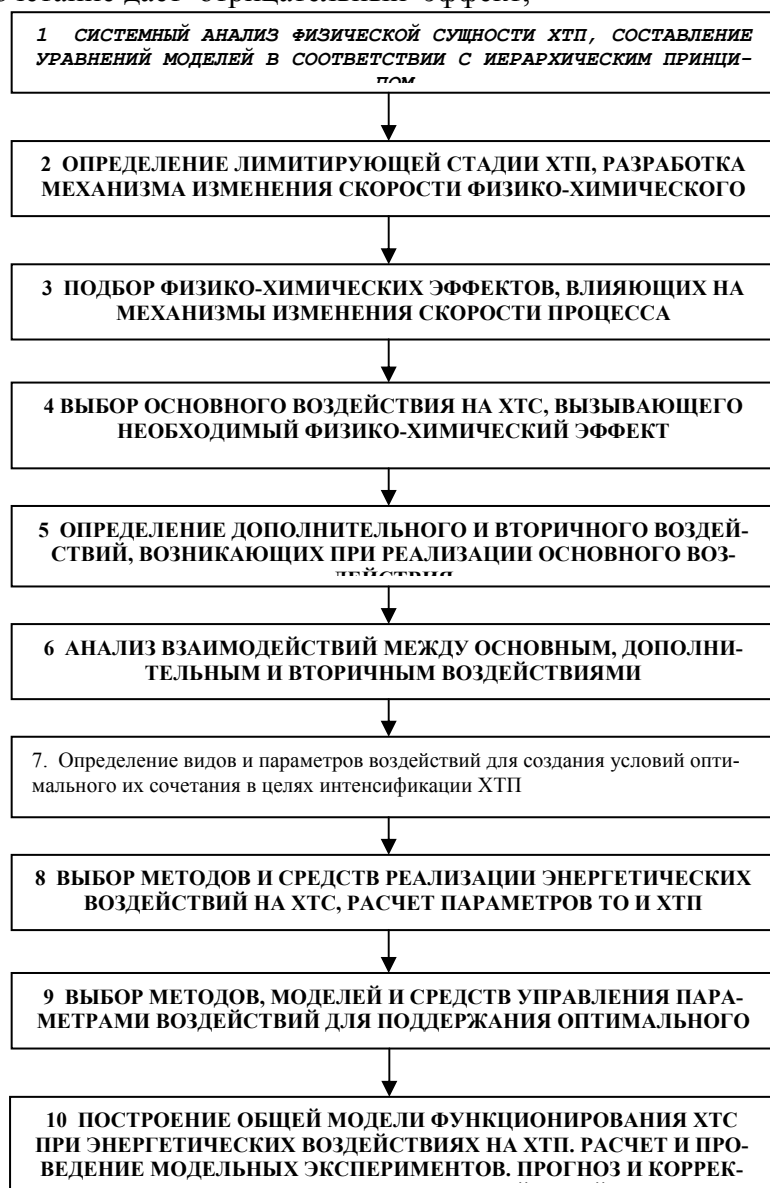 четание дает отрицательный эффект;
1 СИСТЕМНЫЙ АНАЛИЗ ФИЗИЧЕСКОЙ СУЩНОСТИ ХТП, СОСТАВЛЕНИЕ
УРАВНЕНИЙ МОДЕЛЕЙ В СООТВЕТСТВИИ С ИЕРАРХИЧЕСКИМ ПРИНЦИ-
ПОМ
2 ОПРЕДЕЛЕНИЕ ЛИМИТИРУЮЩЕЙ СТАДИИ ХТП, РАЗРАБОТКА
МЕХАНИЗМА ИЗМЕНЕНИЯ СКОРОСТИ ФИЗИКО-ХИМИЧЕСКОГО
3 ПОДБОР ФИЗИКО-ХИМИЧЕСКИХ ЭФФЕКТОВ, ВЛИЯЮЩИХ НА
МЕХАНИЗМЫ ИЗМЕНЕНИЯ СКОРОСТИ ПРОЦЕССА
4 ВЫБОР ОСНОВНОГО ВОЗДЕЙСТВИЯ НА ХТС, ВЫЗЫВАЮЩЕГО
НЕОБХОДИМЫЙ ФИЗИКО-ХИМИЧЕСКИЙ ЭФФЕКТ
5 ОПРЕДЕЛЕНИЕ ДОПОЛНИТЕЛЬНОГО И ВТОРИЧНОГО ВОЗДЕЙ-
СТВИЙ, ВОЗНИКАЮЩИХ ПРИ РЕАЛИЗАЦИИ ОСНОВНОГО ВОЗ-
ДЕЙСТВИЯ
6 АНАЛИЗ ВЗАИМОДЕЙСТВИЙ МЕЖДУ ОСНОВНЫМ, ДОПОЛНИ-
ТЕЛЬНЫМ И ВТОРИЧНЫМ ВОЗДЕЙСТВИЯМИ
7. Определение видов и параметров воздействий для создания условий опти-
мального их сочетания в целях интенсификации ХТП
8 ВЫБОР МЕТОДОВ И СРЕДСТВ РЕАЛИЗАЦИИ ЭНЕРГЕТИЧЕСКИХ
ВОЗДЕЙСТВИЙ НА ХТС, РАСЧЕТ ПАРАМЕТРОВ ТО И ХТП
9 ВЫБОР МЕТОДОВ, МОДЕЛЕЙ И СРЕДСТВ УПРАВЛЕНИЯ ПАРА-
МЕТРАМИ ВОЗДЕЙСТВИЙ ДЛЯ ПОДДЕРЖАНИЯ ОПТИМАЛЬНОГО
10 ПОСТРОЕНИЕ ОБЩЕЙ МОДЕЛИ ФУНКЦИОНИРОВАНИЯ ХТС
ПРИ ЭНЕРГЕТИЧЕСКИХ ВОЗДЕЙСТВИЯХ НА ХТП. РАСЧЕТ И ПРО-
ВЕДЕНИЕ МОДЕЛЬНЫХ ЭКСПЕРИМЕНТОВ. ПРОГНОЗ И КОРРЕК-